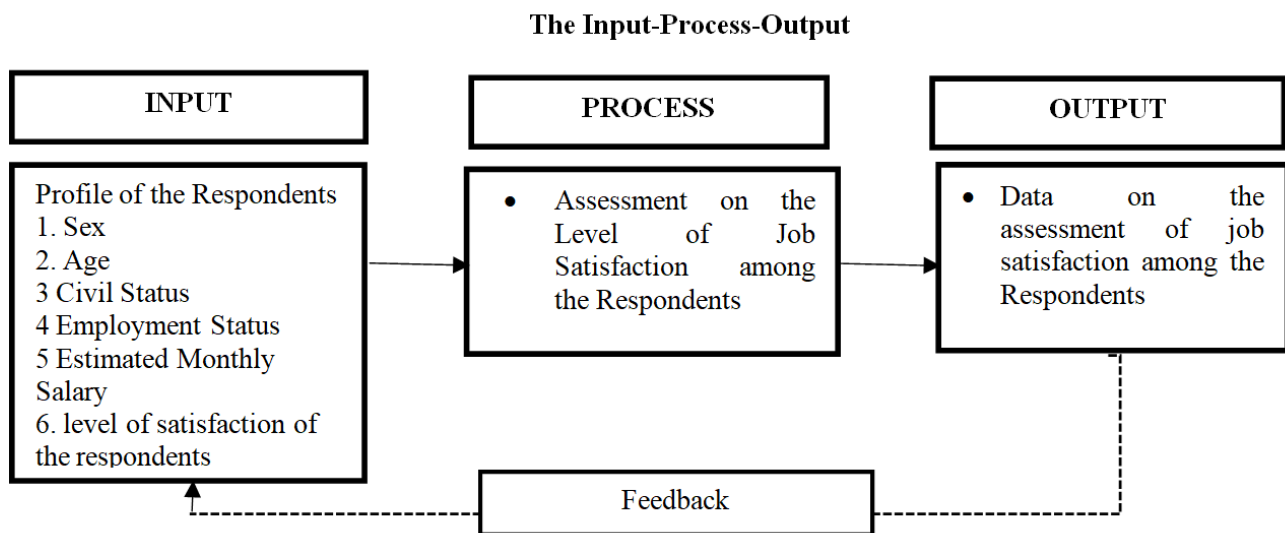 The Input-Process-Output
INPUT
PROCESS
OUTPUT
Profile of the Respondents
1. Sex
2. Age
3 Civil Status
4 Employment Status
5 Estimated Monthly
Salary
6. level of satisfaction of
the respondents
• Assessment on the
Level of Job
Satisfaction among
the Respondents
• Data on the
assessment of job
satisfaction among the
Respondents
Feedback